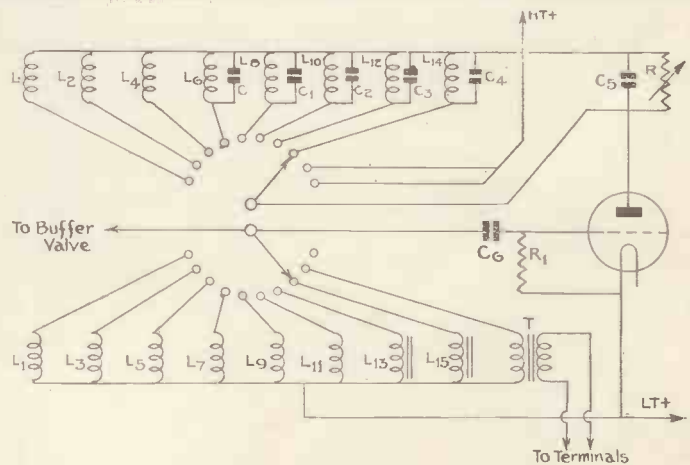 HT+
L
L2
L4
L6
L8
L10
L12
L14
C
C1
C2
C3
C4
C5
R
To Buffer
Valve
C6
R1
L1
L3
L5
L7
L9
L11
L13
L15
T
LT+
To Terminals